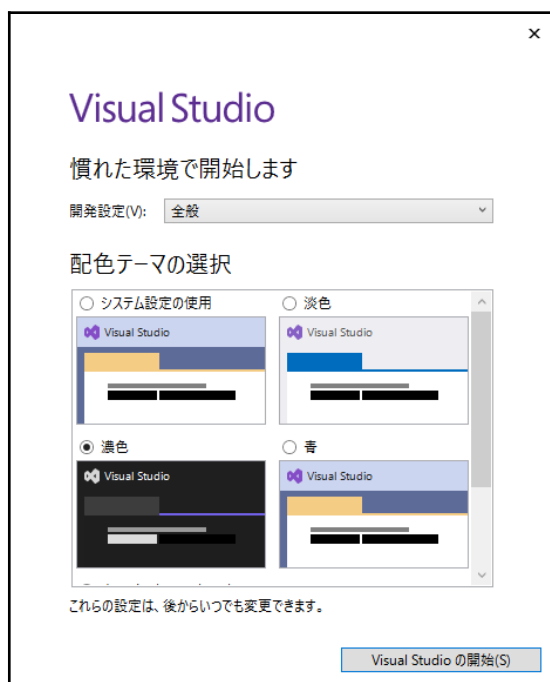 Visual Studio
慣れた環境で開始します
開発設定(V): 全般
配色テーマの選択
システム設定の使用
淡色
Visual Studio
Visual Studio
濃色
青
Visual Studio
Visual Studio
これらの設定は、後からいつでも変更できます。
Visual Studio の開始(S)